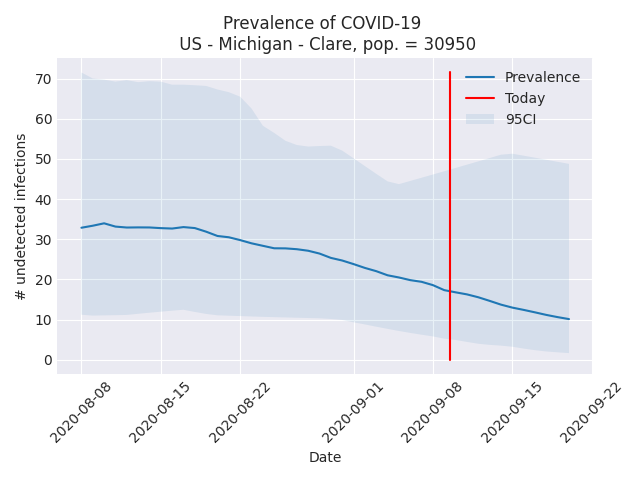 Prevalence of COVID-19
US - Michigan - Clare, pop. = 30950
Prevalence
Today
95CI
# undetected infections
70
60
50
40
30
20
10
0
2020-08-08
2020-08-15
2020-08-22
2020-09-01
2020-09-08
2020-09-15
2020-09-22
Date